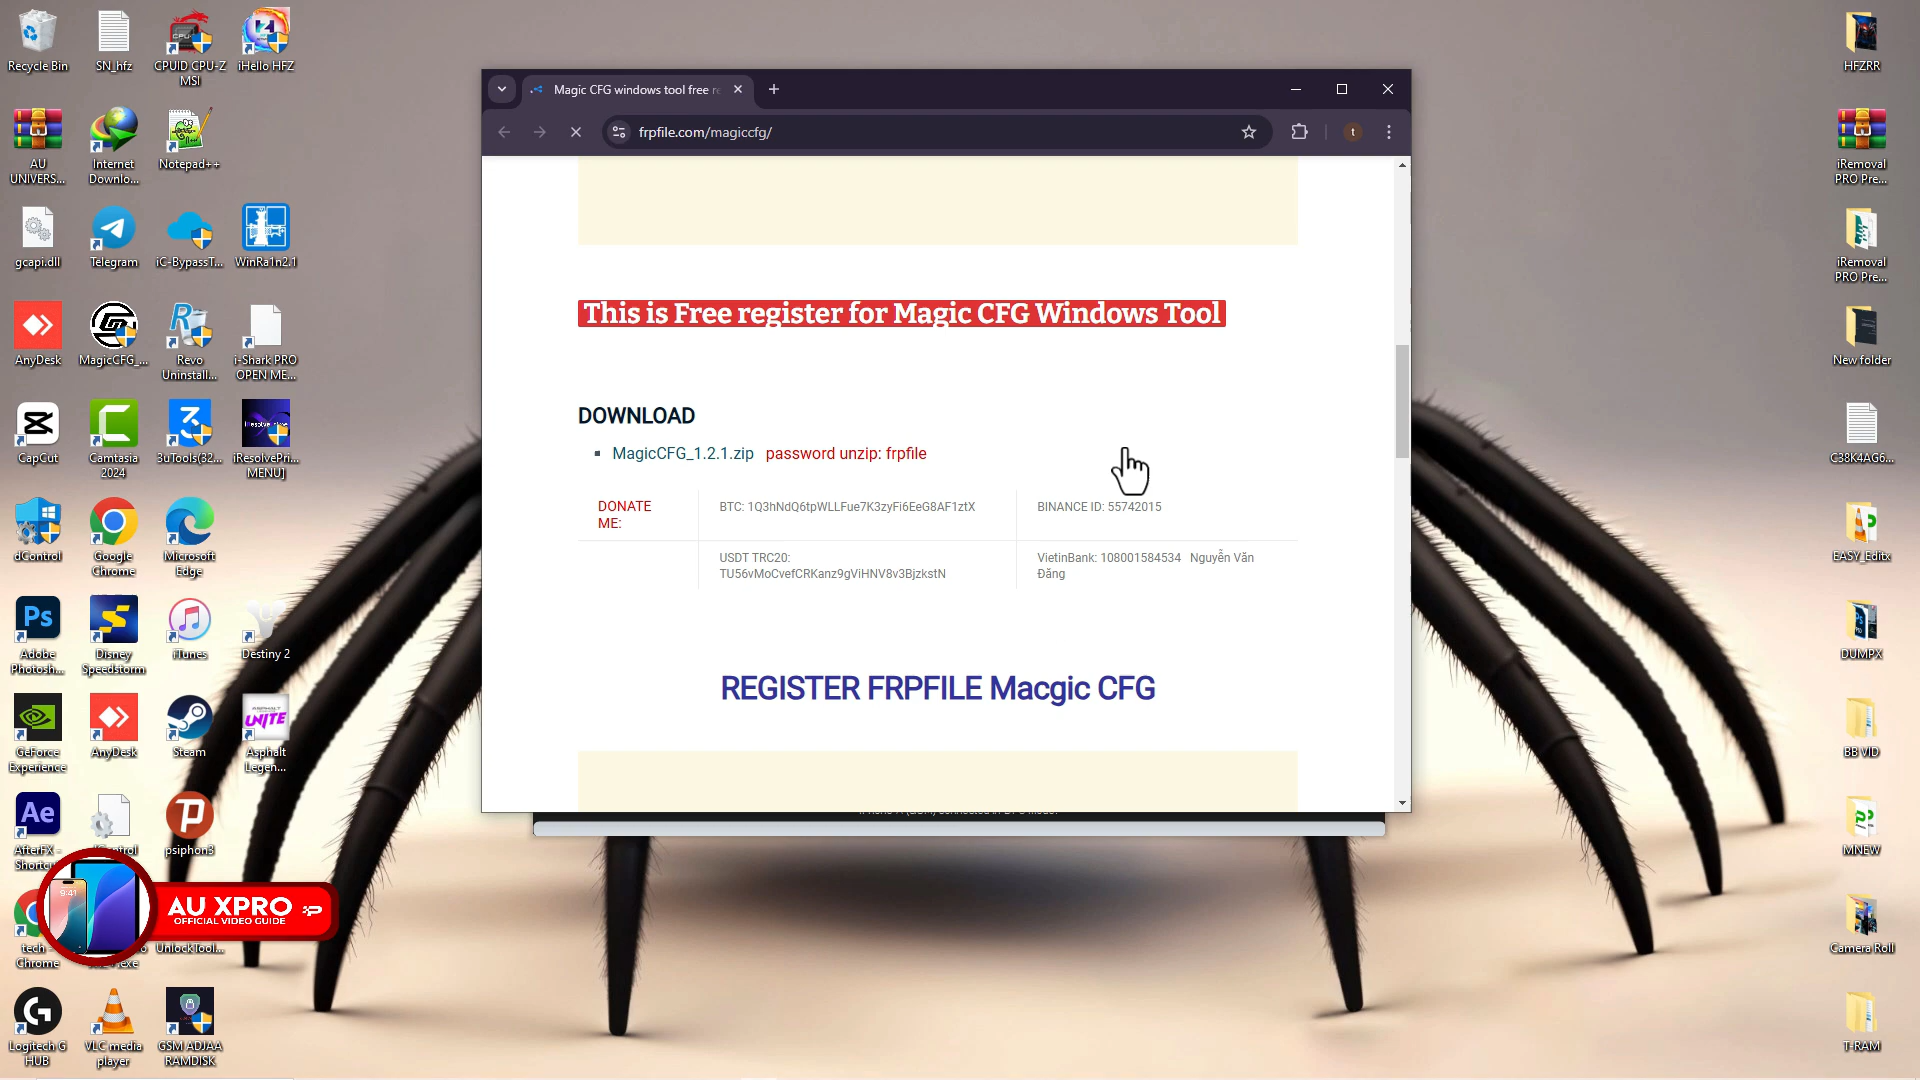 Recycle Bin
SN_hfz
CPUID CPU-Z
MSI
iHello HFZ
AU
UNIVERS...
Internet
Downlo...
Notepad++
gcapi.dll
Telegram
iC-BypassT...
WinRa1n2.1
AnyDesk
MagicCFG_...
Revo
Uninstall...
i-Shark PRO
OPEN ME...
CapCut
Camtasia
2024
3uTools(32...
iResolvePri...
MENU]
dControl
Google
Chrome
Microsoft
Edge
Adobe
Photosh...
Disney
Speedstorm
iTunes
Destiny 2
GeForce
Experience
AnyDesk
Steam
Asphalt
Legen...
AfterFX -
psiphon3
AU XPRO
OFFICIAL VIDEO GUIDE
9:41
tech -
Chrome
UnlockTool...
Logitech G
HUB
VLC media
player
GSM ADJAA
RAMDISK
Magic CFG windows tool free re
frpfile.com/magiccfg/
t
This is Free register for Magic CFG Windows Tool
DOWNLOAD
MagicCFG_1.2.1.zip password unzip: frpfile
DONATE
ME:
BTC: 1Q3hNdQ6tpWLLFue7K3zyFi6EeG8AF1ztX
BINANCE ID: 55742015
USDT TRC20:
TU56vMoCvefCRKanz9gViHNV8v3BjzkstN
VietinBank: 108001584534 Nguyễn Văn
Đăng
REGISTER FRPFILE Macgic CFG
HFZRR
iRemoval
PRO Pre...
iRemoval
PRO Pre...
New folder
C38K4AG6...
EASY_Editx
DUMPX
BB VID
MNEW
Camera Roll
T-RAM